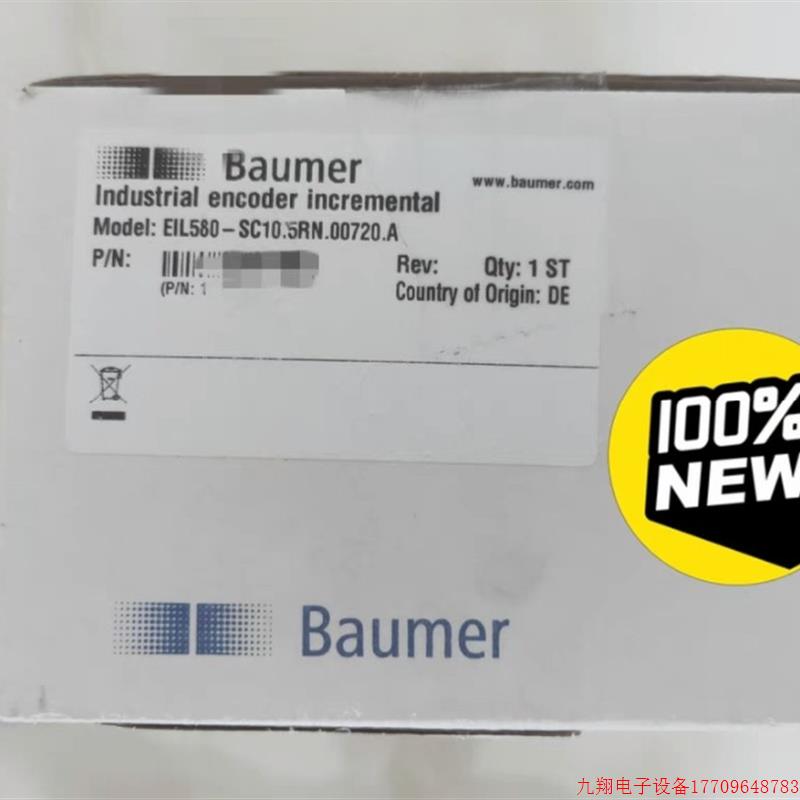 Baumer
www.baumer.com
Industrial encoder incremental
Model: EIL580-SC10.5RN.00720.A
P/N:
Rev: Qty: 1 ST
(P/N: 1
Country of Origin: DE
100%
NEW
Baumer
九翔电子设备17709648783